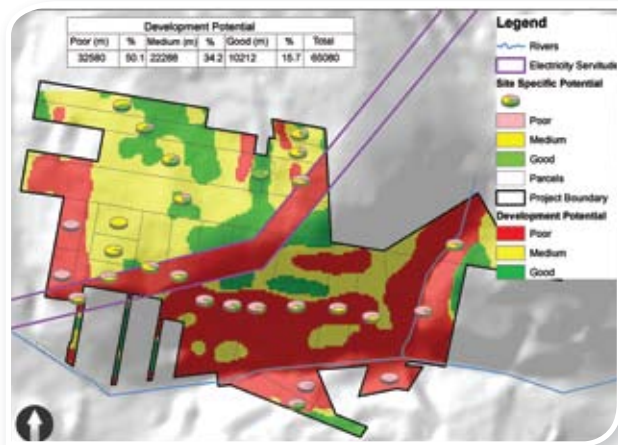 Development Potential
Poor (m) % Medium (m) % Good (m) % Total
32580 50.1 22288 34.2 10212 15.7 65080
Legend
Rivers
Electricity Servitude
Site Specific Potential
Poor
Medium
Good
Parcels
Project Boundary
Development Potential
Poor
Medium
Good